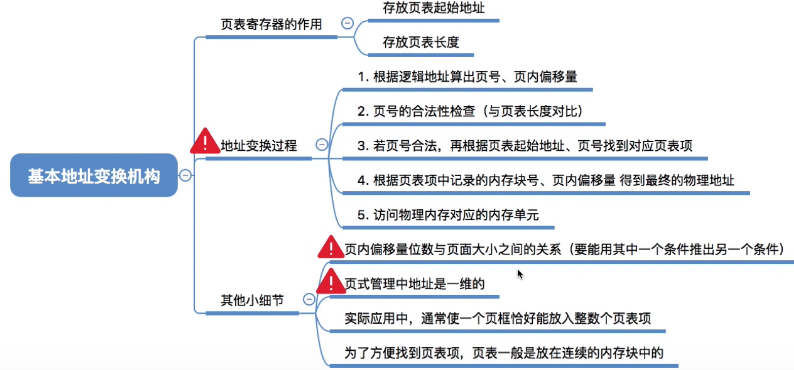 基本地址变换机构
页表寄存器的作用
存放页表起始地址
存放页表长度
地址变换过程
1. 根据逻辑地址算出页号、页内偏移量
2. 页号的合法性检查（与页表长度对比）
3. 若页号合法，再根据页表起始地址、页号找到对应页表项
4. 根据页表项中记录的内存块号、页内偏移量 得到最终的物理地址
5. 访问物理内存对应的内存单元
其他小细节
页内偏移量位数与页面大小之间的关系（要能用其中一个条件推出另一个条件）
页式管理中地址是一维的
实际应用中，通常使一个页框恰好能放入整数个页表项
为了方便找到页表项，页表一般是放在连续的内存块中的